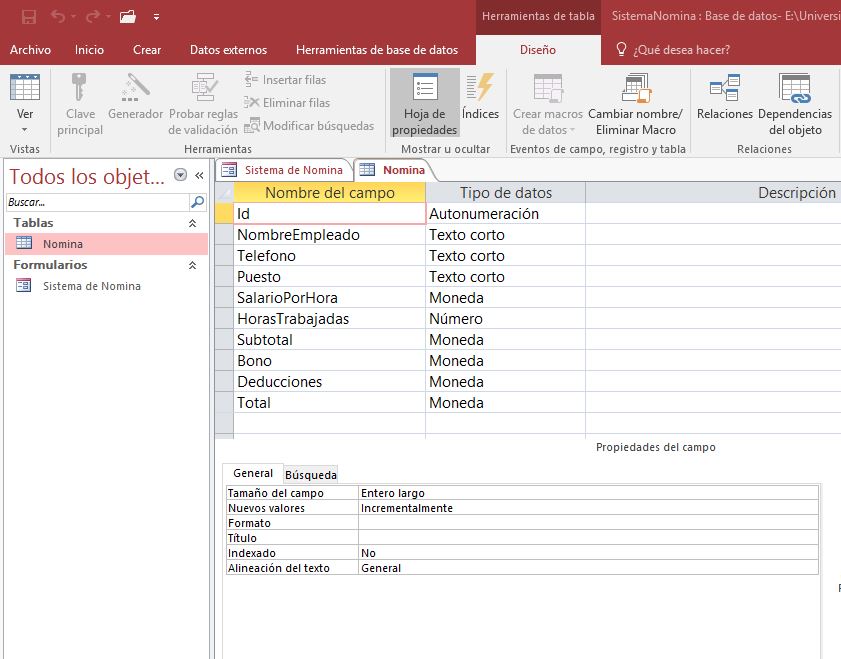 Herramientas de tabla
SistemaNomina : Base de datos- E:\Universi
Archivo Inicio Crear Datos externos Herramientas de base de datos Diseño ¿Qué desea hacer?
Ver
Clave principal
Generador
Probar reglas de validación
Insertar filas
Eliminar filas
Modificar búsquedas
Hoja de propiedades
Índices
Crear macros de datos
Cambiar nombre/ Eliminar Macro
Relaciones
Dependencias del objeto
Vistas Herramientas Mostrar u ocultar Eventos de campo, registro y tabla Relaciones
Todos los objet...
Buscar...
Tablas
Nomina
Formularios
Sistema de Nomina
Sistema de Nomina Nomina
Nombre del campo Tipo de datos Descripción
Id Autonumeración
NombreEmpleado Texto corto
Telefono Texto corto
Puesto Texto corto
SalarioPorHora Moneda
HorasTrabajadas Número
Subtotal Moneda
Bono Moneda
Deducciones Moneda
Total Moneda
Propiedades del campo
General Búsqueda
Tamaño del campo Entero largo
Nuevos valores Incrementalmente
Formato
Título
Indexado No
Alineación del texto General